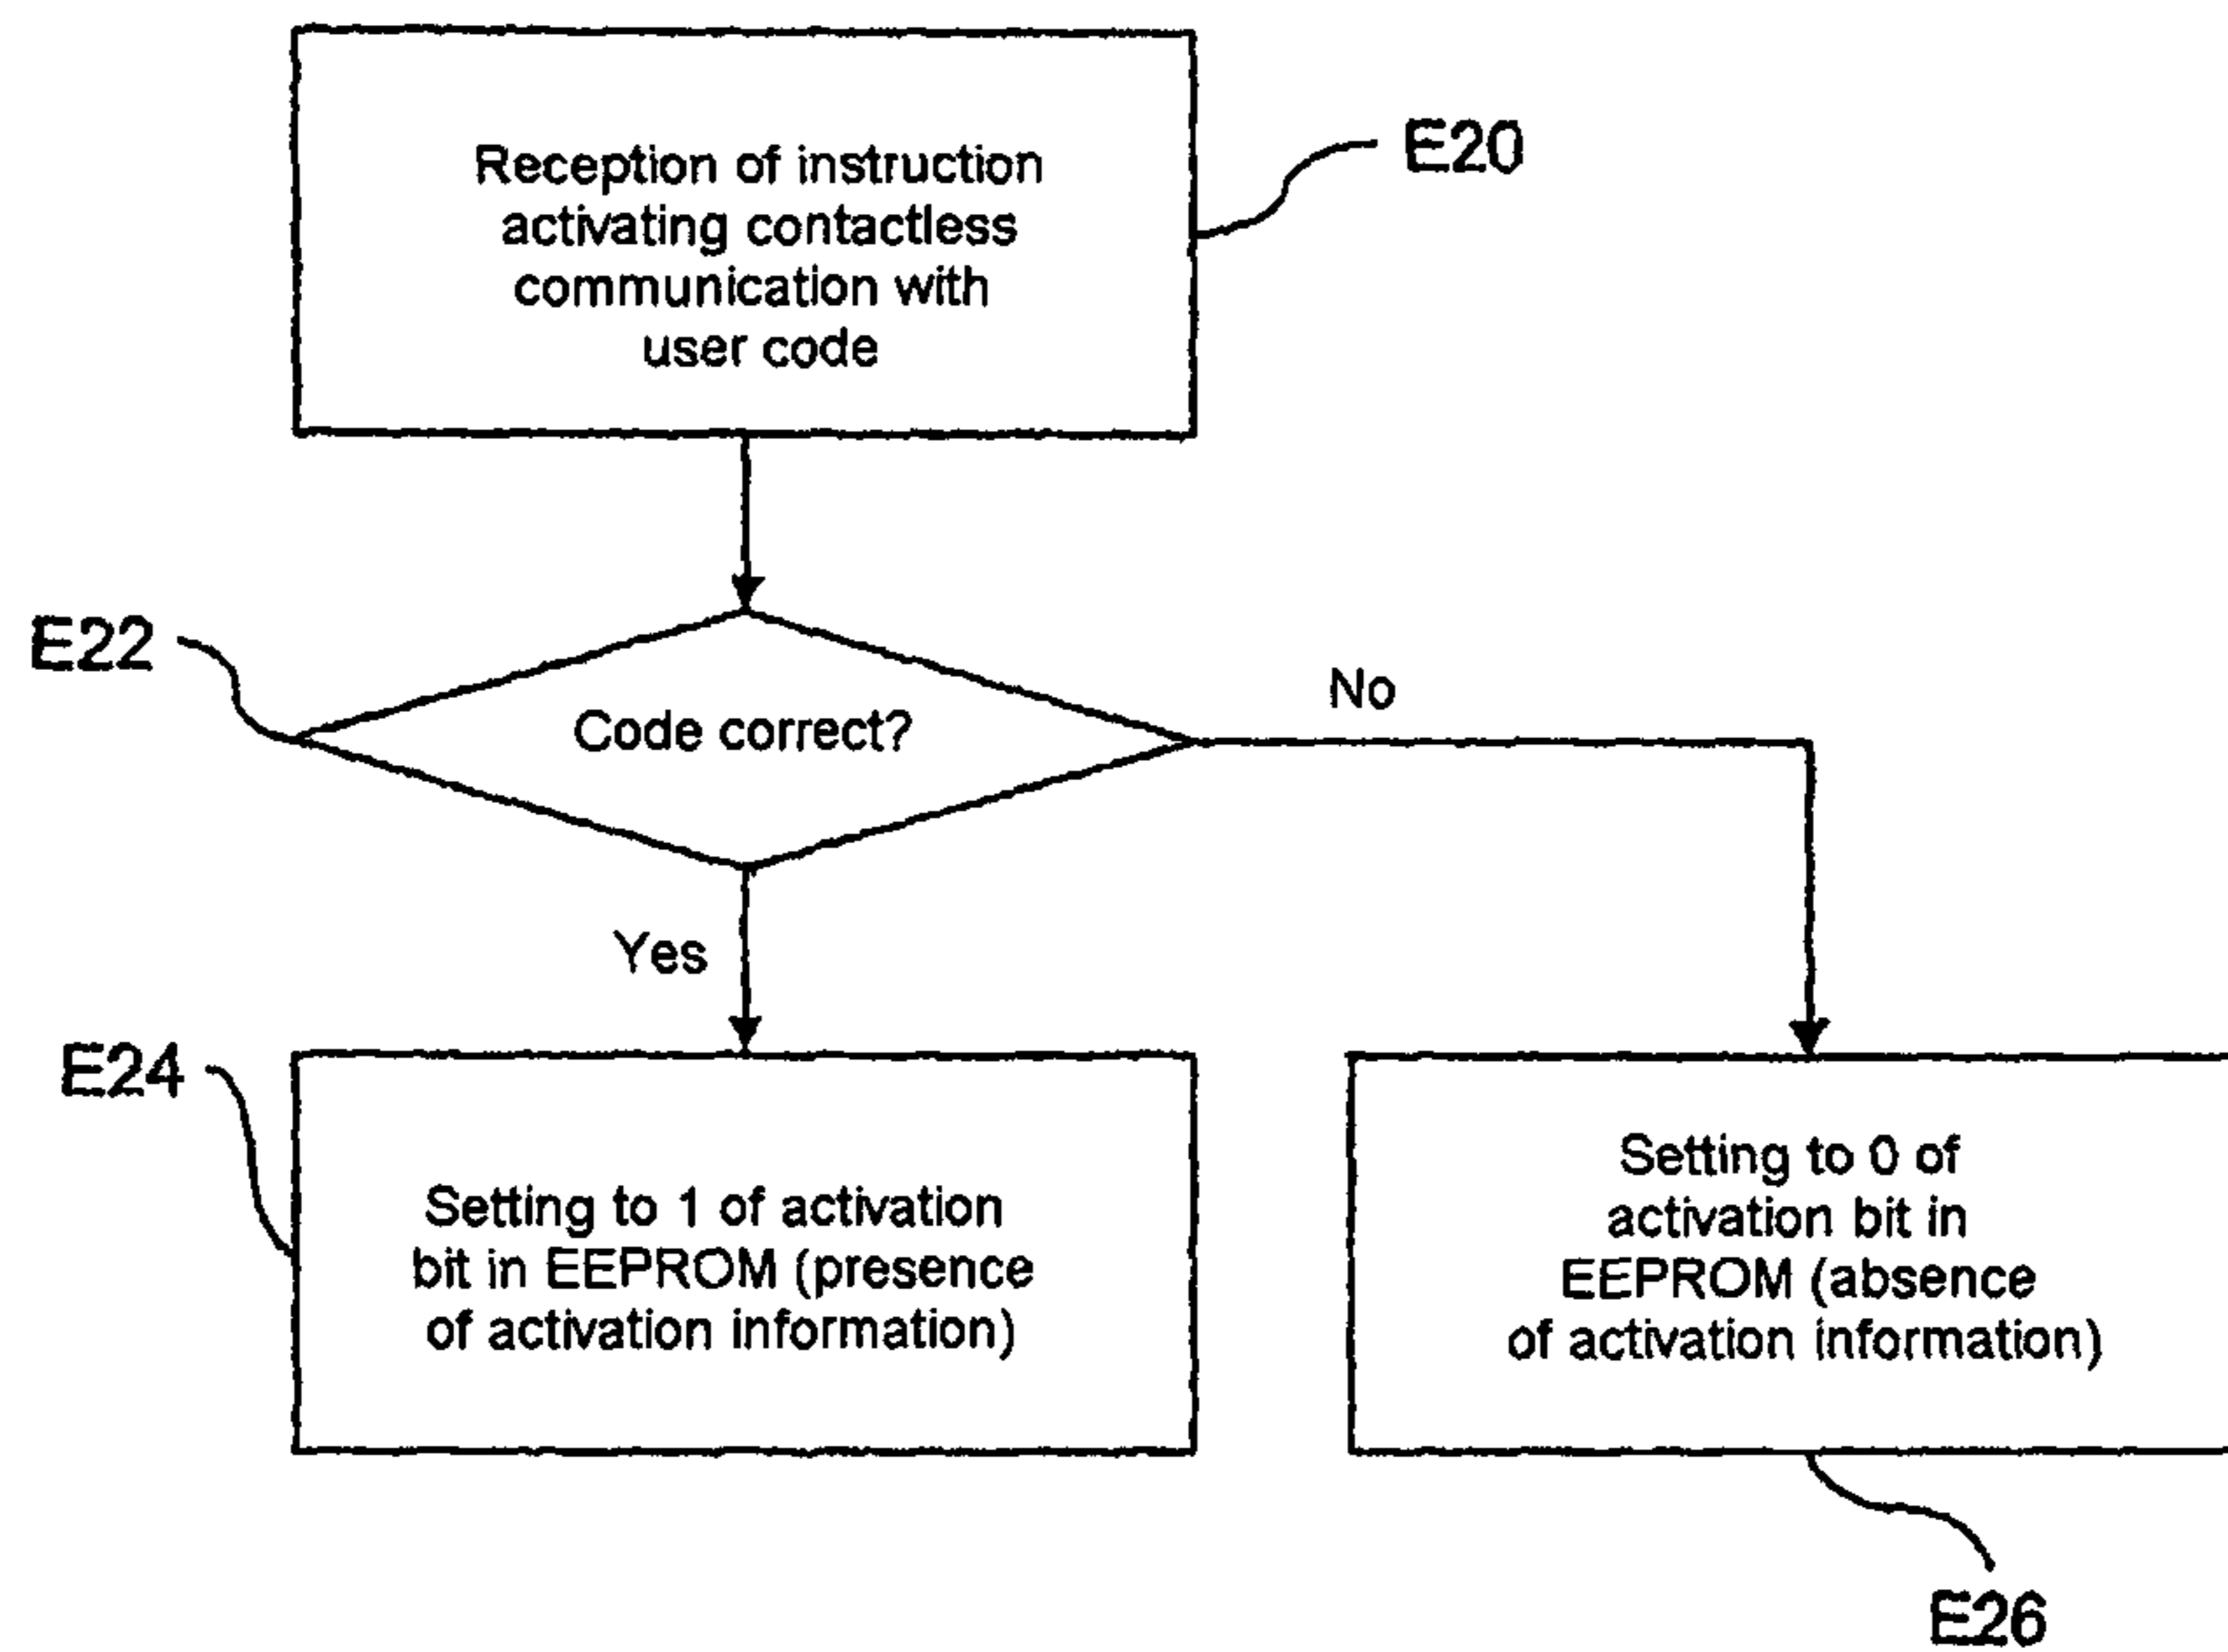 Reception of instruction
activating contactless
communication with
user code
E20
E22
Code correct?
No
Yes
E24
Setting to 1 of activation
bit in EEPROM (presence
of activation information)
Setting to 0 of
activation bit in
EEPROM (absence
of activation information)
E26